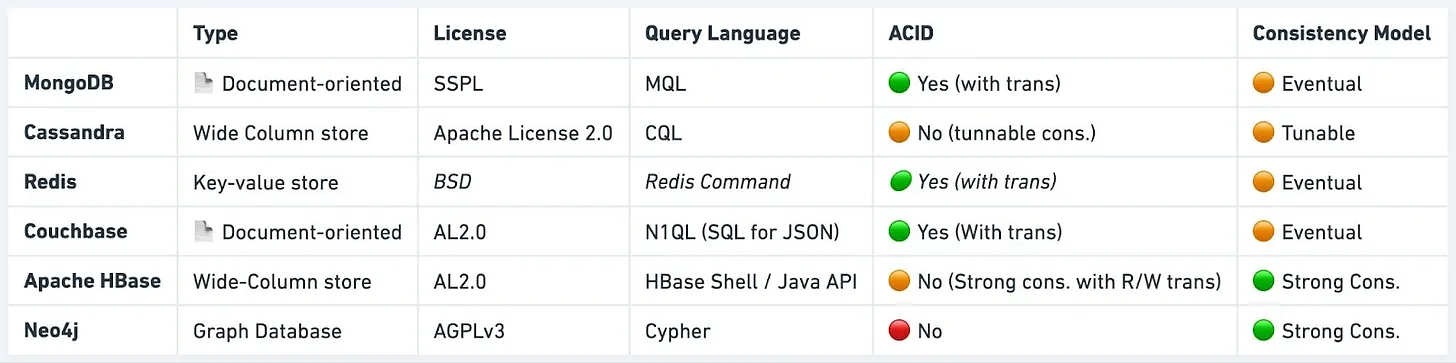 Type License Query Language ACID Consistency Model
MongoDB Document-oriented SSPL MQL Yes (with trans) Eventual
Cassandra Wide Column store Apache License 2.0 CQL No (tunnable cons.) Tunable
Redis Key-value store BSD Redis Command Yes (with trans) Eventual
Couchbase Document-oriented AL2.0 N1QL (SQL for JSON) Yes (With trans) Eventual
Apache HBase Wide-Column store AL2.0 HBase Shell / Java API No (Strong cons. with R/W trans) Strong Cons.
Neo4j Graph Database AGPLv3 Cypher No Strong Cons.